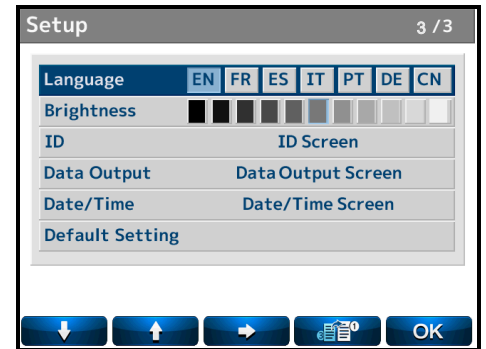 Setup 3/3
Language EN FR ES IT PT DE CN
Brightness
ID ID Screen
Data Output Data Output Screen
Date/Time Date/Time Screen
Default Setting
OK